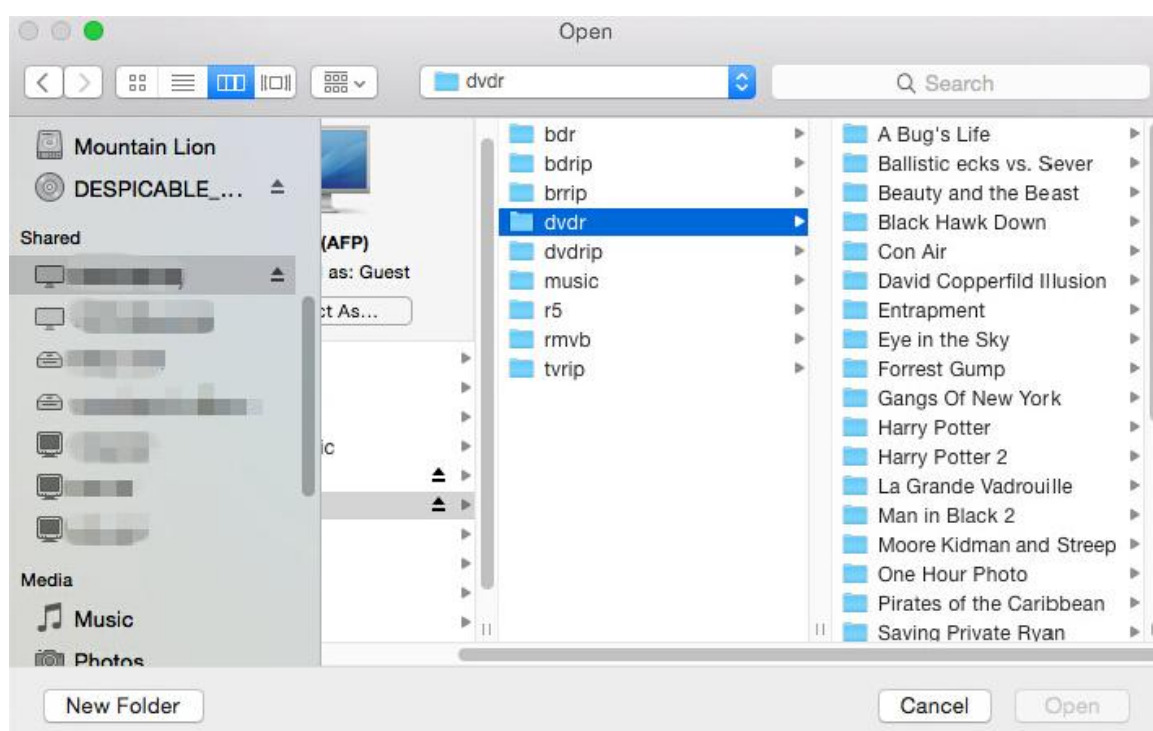 Open
dvdr
Search
Mountain Lion
DESPICABLE_...
Shared
Media
Music
Photos
(AFP)
as: Guest
ct As...
ic
bdr
bdrip
brrip
dvdr
dvdrip
music
r5
rmvb
tvrip
A Bug's Life
Ballistic ecks vs. Sever
Beauty and the Beast
Black Hawk Down
Con Air
David Copperfild Illusion
Entrapment
Eye in the Sky
Forrest Gump
Gangs Of New York
Harry Potter
Harry Potter 2
La Grande Vadrouille
Man in Black 2
Moore Kidman and Streep
One Hour Photo
Pirates of the Caribbean
Saving Private Ryan
New Folder
Cancel
Open